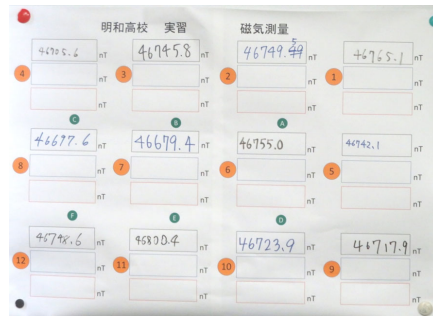 明和高校 実習 磁気測量
46705.6 nT 46745.8 nT 46749.5 nT 46765.1 nT
4 nT 3 nT 2 nT 1 nT
nT nT nT nT
C B A
46697.6 nT 46679.4 nT 46755.0 nT 46742.1 nT
8 nT 7 nT 6 nT 5 nT
nT nT nT nT
F E D
46748.6 nT 46800.4 nT 46723.9 nT 46717.9 nT
12 nT 11 nT 10 nT 9 nT
nT nT nT nT